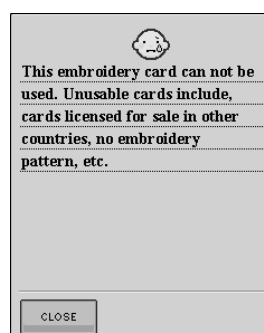 This embroidery card can not be
used. Unusable cards include,
cards licensed for sale in other
countries, no embroidery
pattern, etc.
CLOSE